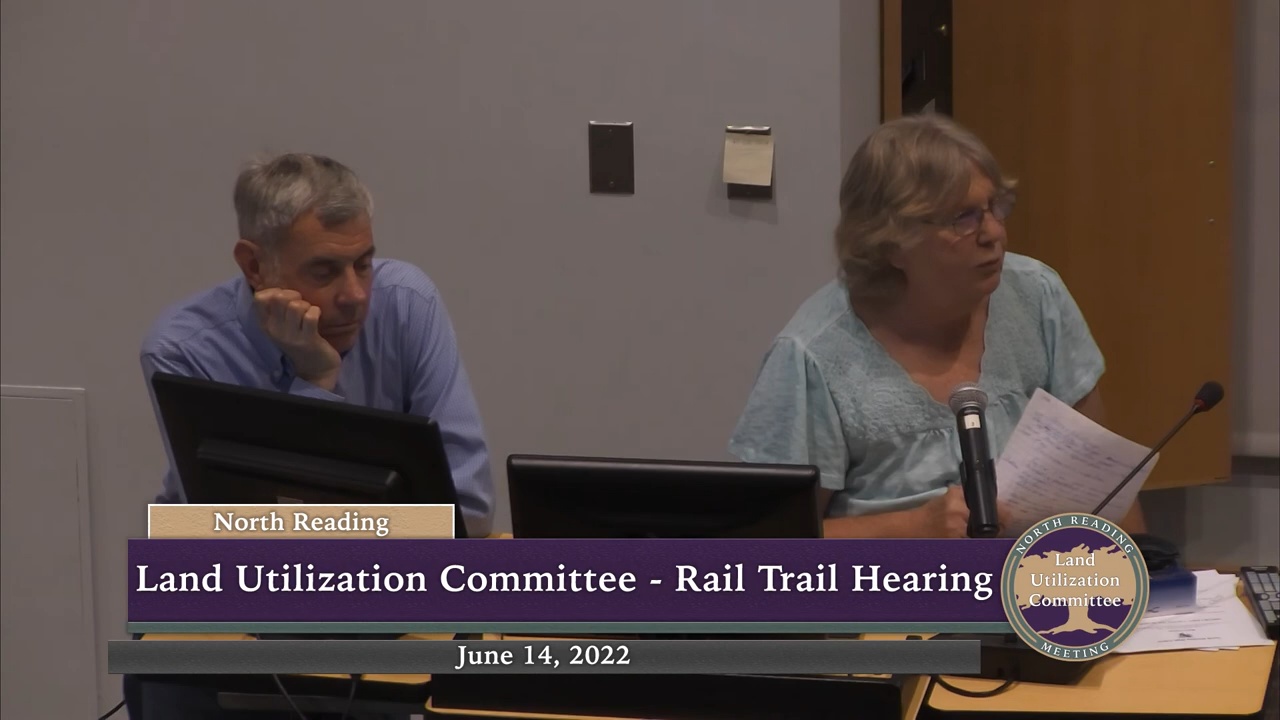 North Reading
Land Utilization Committee - Rail Trail Hearing
June 14, 2022
NORTH READING
Land
Utilization
Committee
MEETING